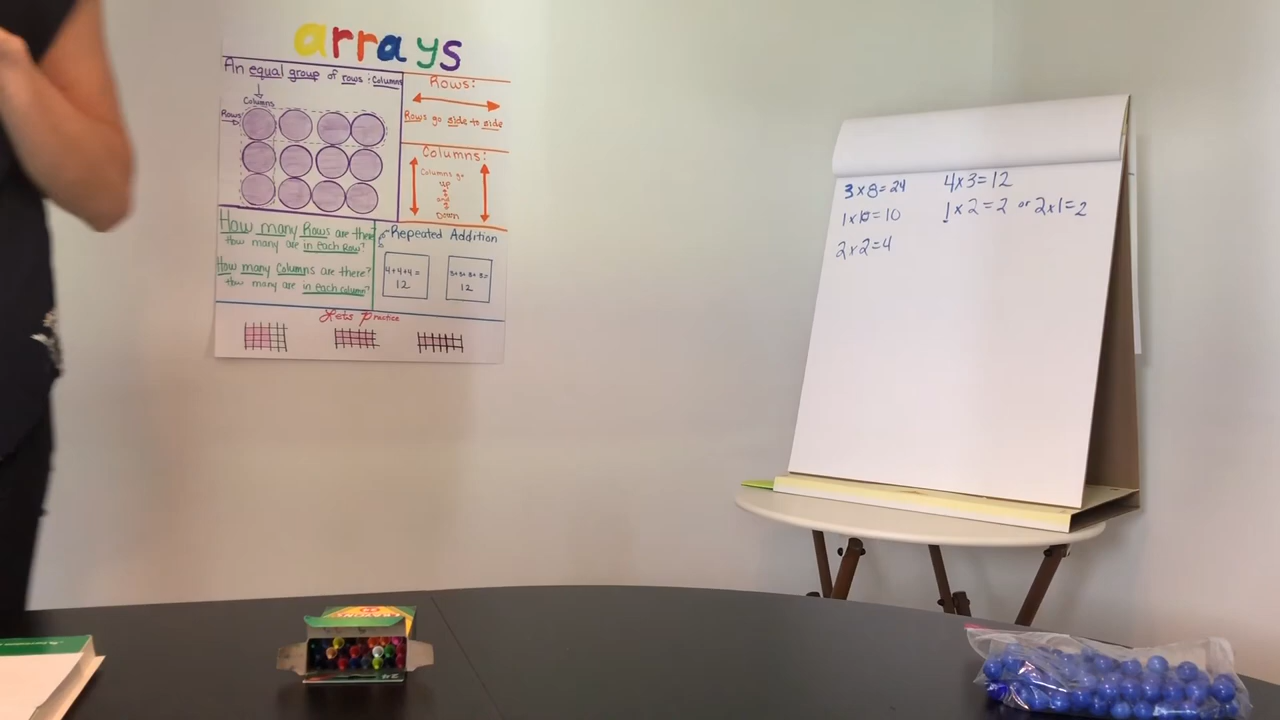 arrays
An equal group of rows & columns
Columns
Rows
Rows:
Rows go side to side
Columns:
Columns go
up
and
Down
How many Rows are there
How many are in each Row?
How many Columns are there?
How many are in each column?
Repeated Addition
4+4+4=
12
3+3+3+3=
12
Lets Practice
3x8=24
1x10=10
2x2=4
4x3=12
1x2=2 or 2x1=2